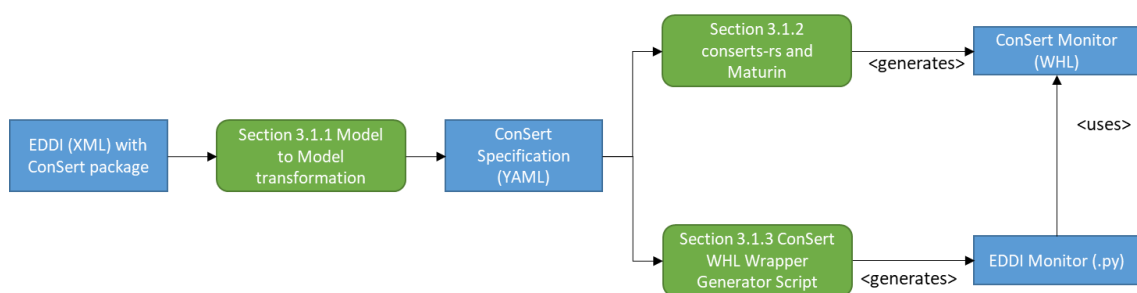 EDDI (XML) with
ConSert package
Section 3.1.1 Model
to Model
transformation
ConSert
Specification
(YAML)
Section 3.1.2
conserts-rs and
Maturin
<generates>
ConSert Monitor
(WHL)
<uses>
Section 3.1.3 ConSert
WHL Wrapper
Generator Script
<generates>
EDDI Monitor (.py)